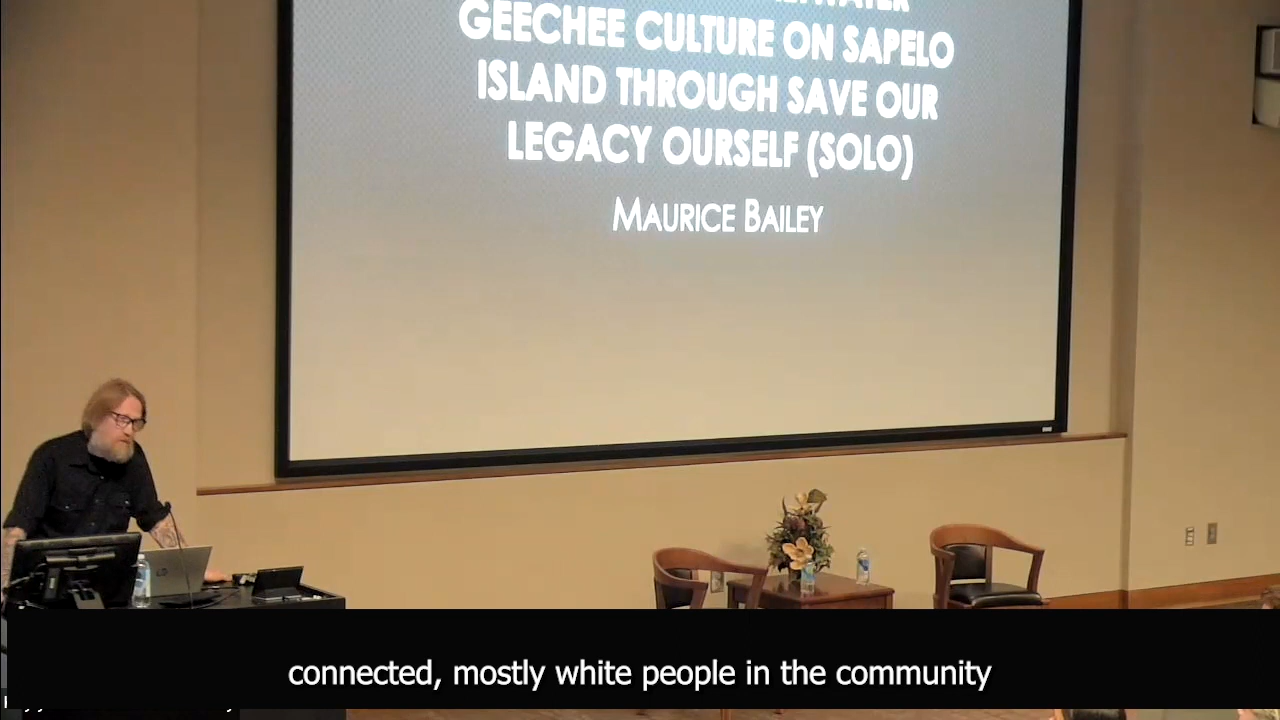 GEECHEE CULTURE ON SAPELO
ISLAND THROUGH SAVE OUR
LEGACY OURSELF (SOLO)
MAURICE BAILEY
connected, mostly white people in the community